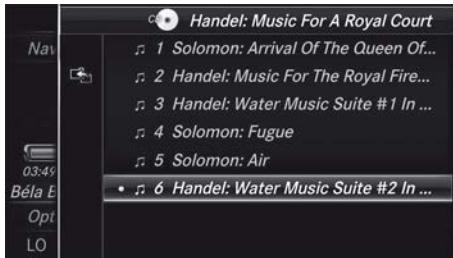 CD Handel: Music For A Royal Court
Nav
♫ 1 Solomon: Arrival Of The Queen Of...
♫ 2 Handel: Music For The Royal Fire...
♫ 3 Handel: Water Music Suite #1 In ...
♫ 4 Solomon: Fugue
♫ 5 Solomon: Air
03:49
• ♫ 6 Handel: Water Music Suite #2 In ...
Béla B
Opt
LO